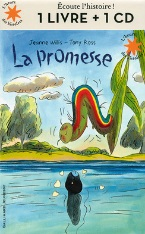 Écoute l'histoire !
1 LIVRE + 1 CD
Jeanne Willis - Tony Ross
La promesse